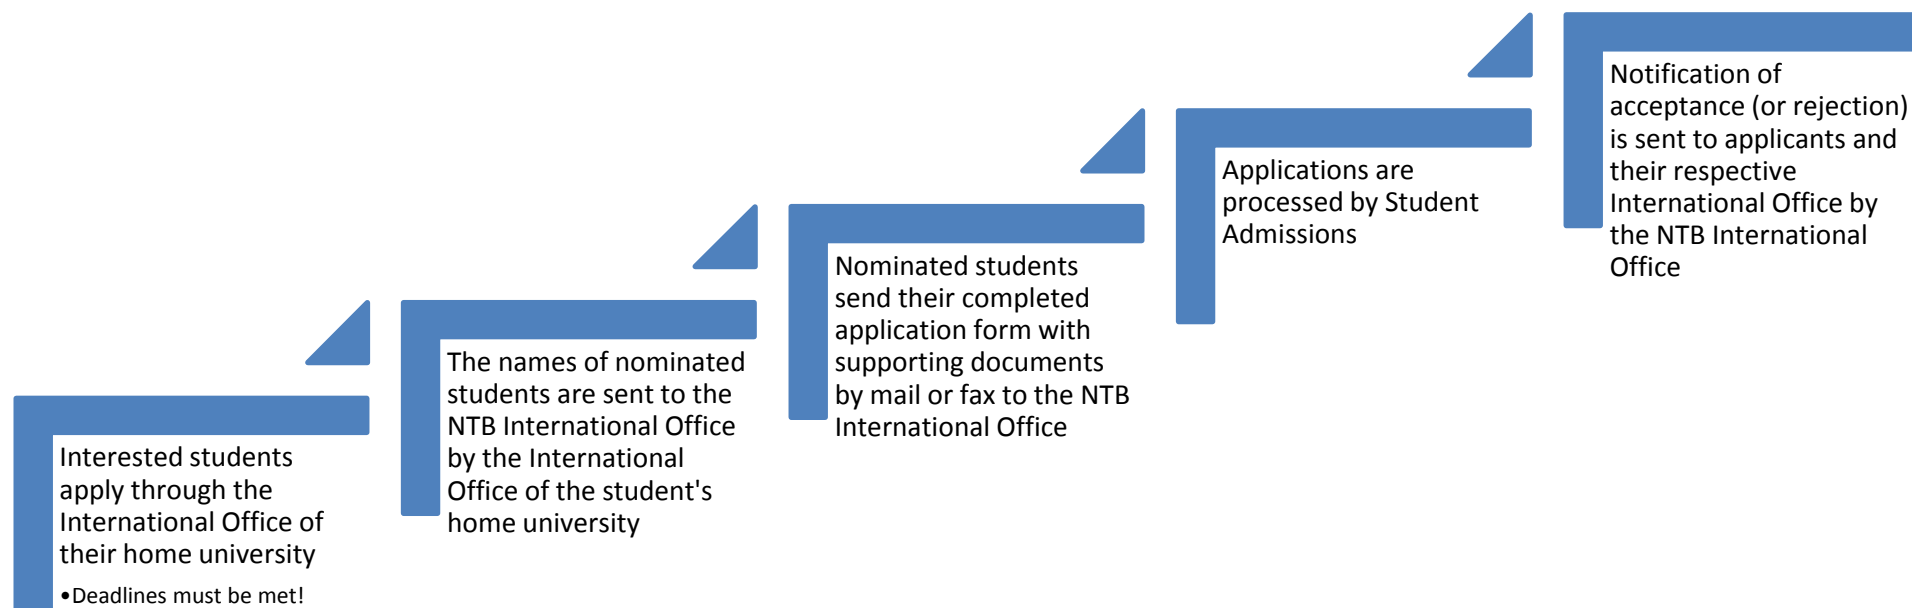 Interested students
apply through the
International Office of
their home university
•Deadlines must be met!
The names of nominated
students are sent to the
NTB International Office
by the International
Office of the student's
home university
Nominated students
send their completed
application form with
supporting documents
by mail or fax to the NTB
International Office
Applications are
processed by Student
Admissions
Notification of
acceptance (or rejection)
is sent to applicants and
their respective
International Office by
the NTB International
Office